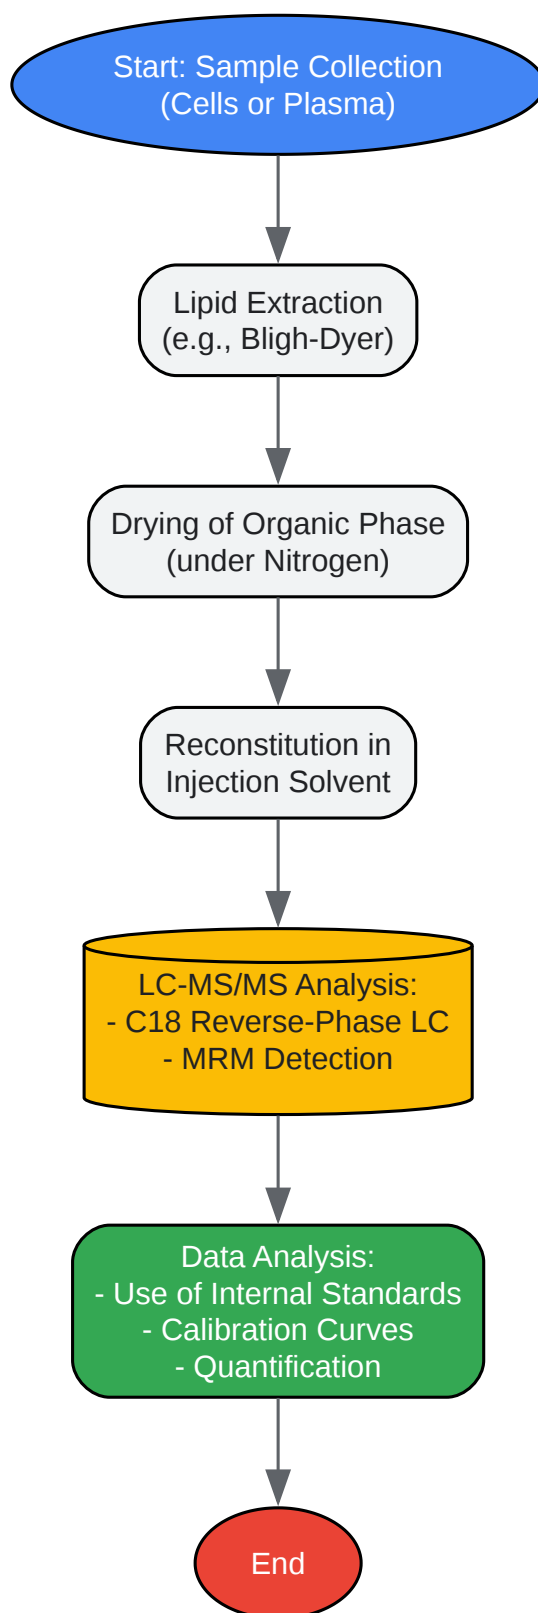 Start: Sample Collection
(Cells or Plasma)
Lipid Extraction
(e.g., Bligh-Dyer)
Drying of Organic Phase
(under Nitrogen)
Reconstitution in
Injection Solvent
LC-MS/MS Analysis:
- C18 Reverse-Phase LC
- MRM Detection
Data Analysis:
- Use of Internal Standards
- Calibration Curves
- Quantification
End